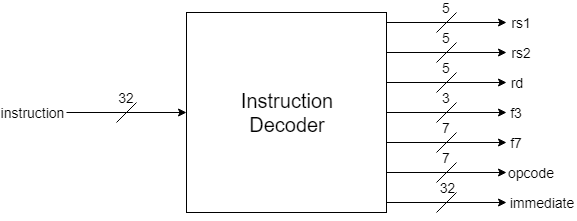 5
rs1
5
rs2
5
rd
32
instruction
Instruction
Decoder
3
f3
7
f7
7
opcode
32
immediate